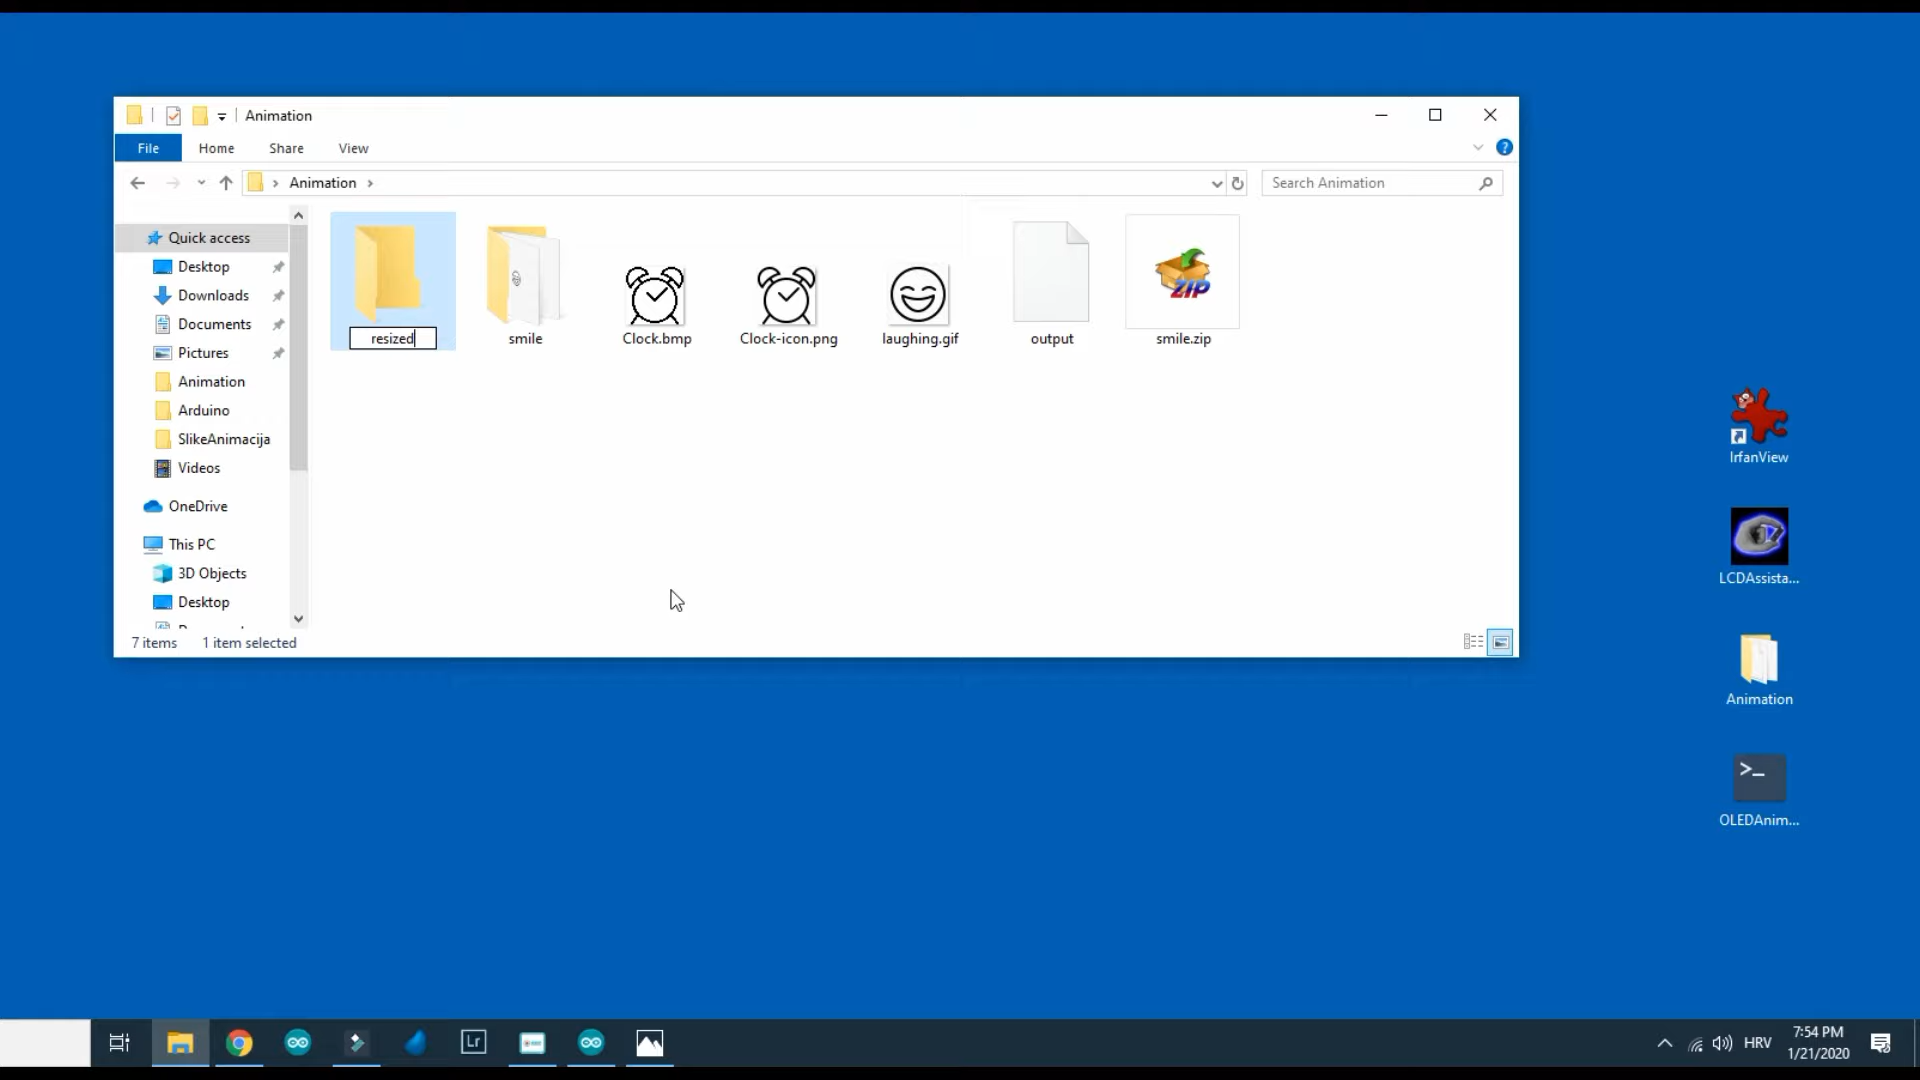 Animation
File
Home
Share
View
Animation
Search Animation
Quick access
Desktop
Downloads
Documents
Pictures
Animation
Arduino
SlikeAnimacija
Videos
OneDrive
This PC
3D Objects
Desktop
resized
smile
Clock.bmp
Clock-icon.png
laughing.gif
output
ZIP
smile.zip
7 items
1 item selected
IrfanView
LCDAssista...
Animation
>_
OLEDAnim...
Lr
HRV
7:54 PM
1/21/2020